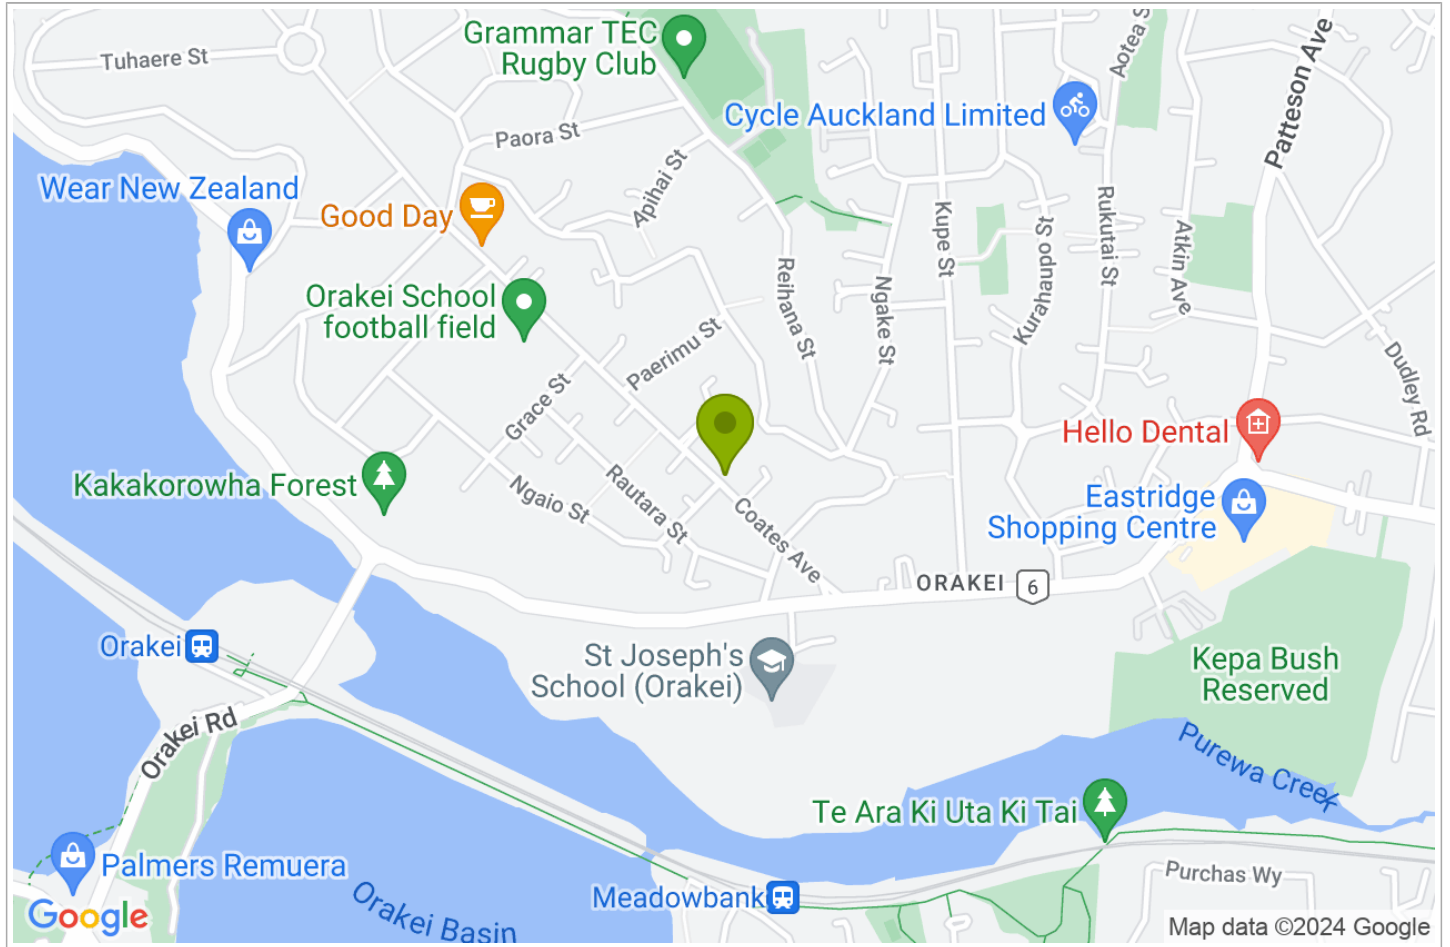 Grammar TEC
Rugby Club
Tuhaere St
Aotea S
Patteson Ave
Cycle Auckland Limited
Paora St
Apihai St
Wear New Zealand
Good Day
Kupe St
Rukutai St
Kurahaupo St
Atkin Ave
Reihana St
Ngake St
Orakei School
football field
Paerimu St
Dudley Rd
Grace St
Hello Dental
Kakakorowha Forest
Ngaio St
Rautara St
Coates Ave
Eastridge
Shopping Centre
ORAKEI 6
Orakei
St Joseph's
School (Orakei)
Kepa Bush
Reserved
Orakei Rd
Purewa Creek
Te Ara Ki Uta Ki Tai
Palmers Remuera
Purchas Wy
Meadowbank
Orakei Basin
Google
Map data ©2024 Google